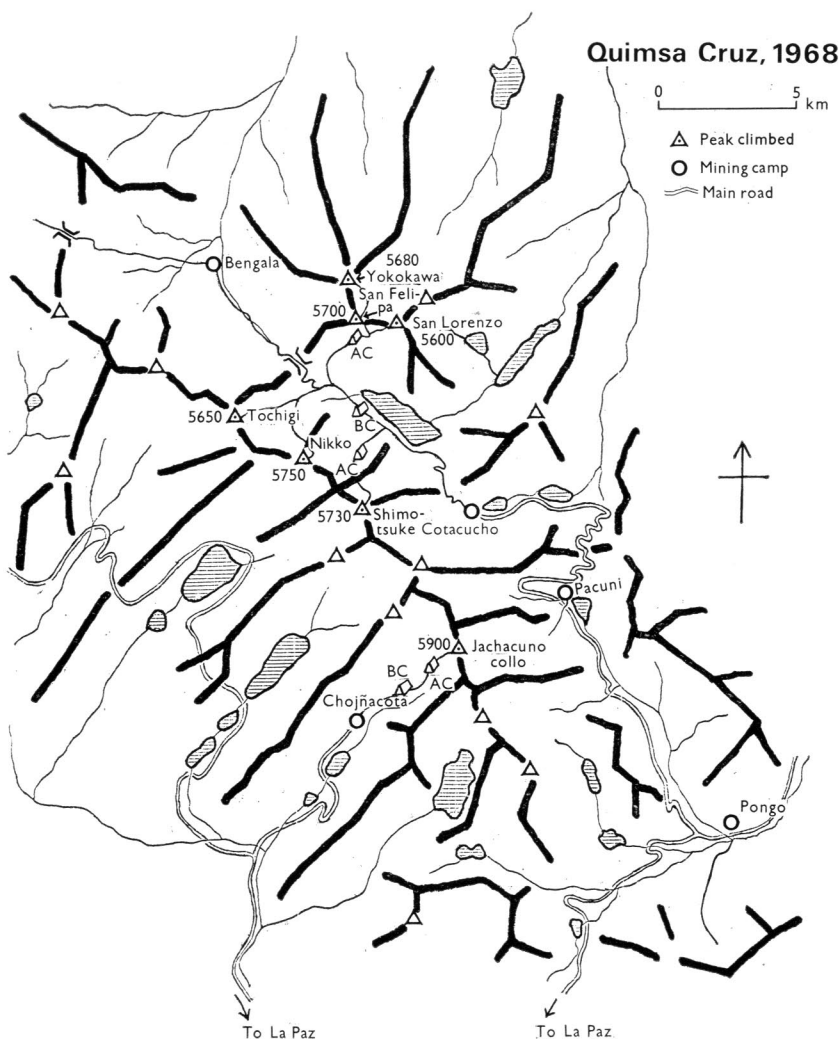 Quimsa Cruz, 1968
0 5
km
Peak climbed
Mining camp
Main road
5680
Bengala
Yokokawa
San Feli-
pa
5700
San Lorenzo
5600
AC
5650 Tochigi
BC
Nikko
AC
5750
5730 Shimo-
tsuke Cotacucho
Pacuni
5900 Jachacuno
collo
BC
AC
Chojñacota
Pongo
To La Paz
To La Paz